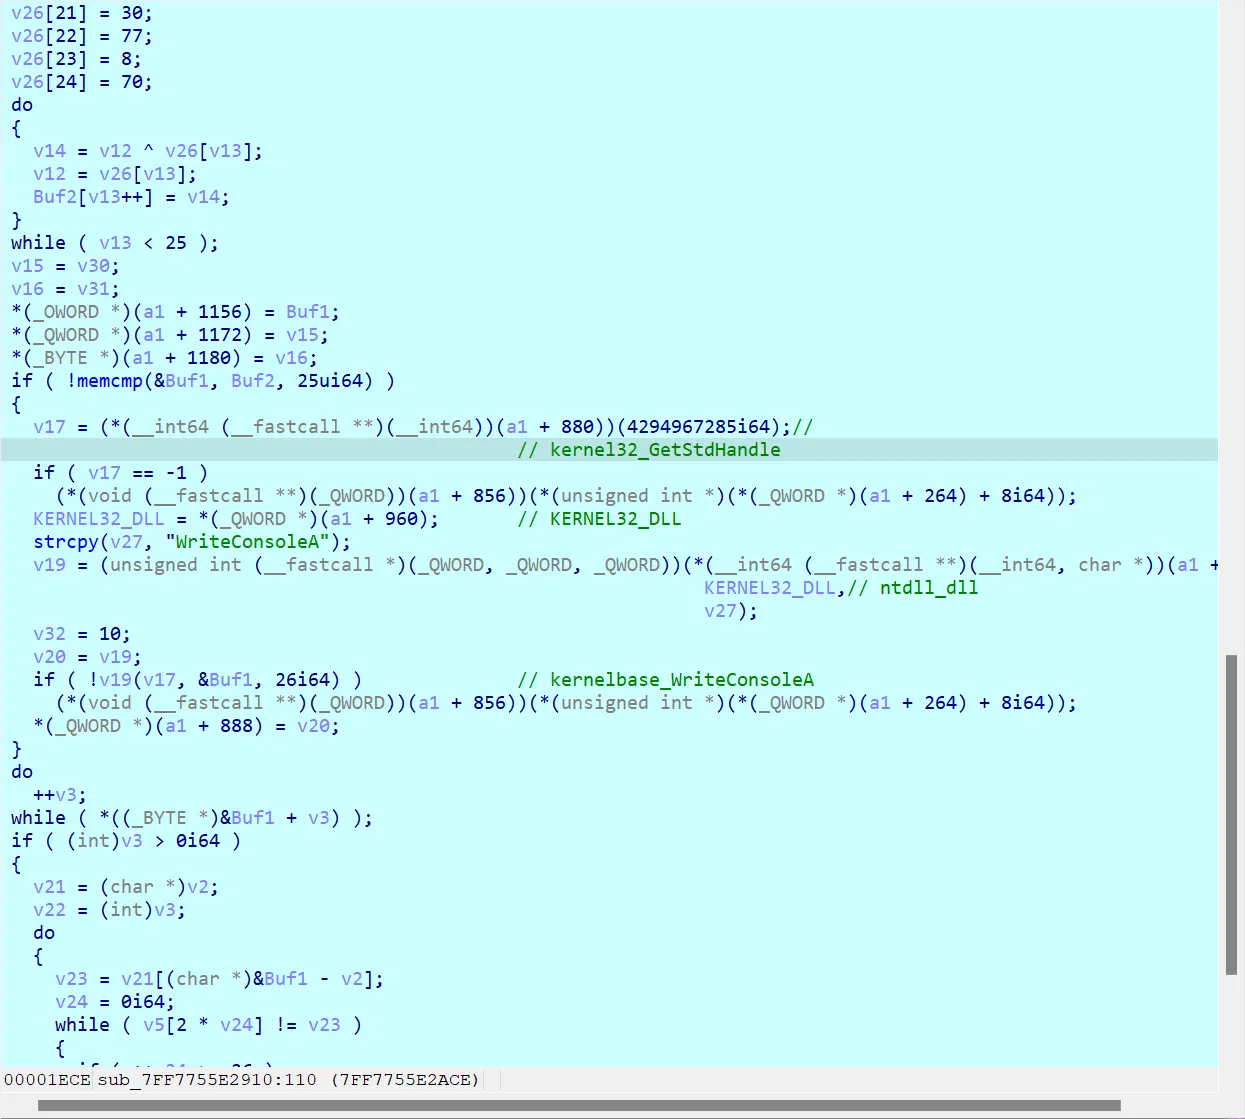 v26[21] = 30;
v26[22] = 77;
v26[23] = 8;
v26[24] = 70;
do
{
v14 = v12 ^ v26[v13];
v12 = v26[v13];
Buf2[v13++] = v14;
}
while ( v13 < 25 );
v15 = v30;
v16 = v31;
*(_OWORD *)(a1 + 1156) = Buf1;
*(_QWORD *)(a1 + 1172) = v15;
*(_BYTE *)(a1 + 1180) = v16;
if ( !memcmp(&Buf1, Buf2, 25ui64) )
{
v17 = (*(__int64 (__fastcall **)(__int64))(a1 + 880))(4294967285i64);//
// kernel32_GetStdHandle
if ( v17 == -1 )
(*(void (__fastcall **)(_QWORD))(a1 + 856))(*(unsigned int *)(*(_QWORD *)(a1 + 264) + 8i64));
KERNEL32_DLL = *(_QWORD *)(a1 + 960); // KERNEL32_DLL
strcpy(v27, "WriteConsoleA");
v19 = (unsigned int (__fastcall *)(_QWORD, _QWORD, _QWORD))(*(__int64 (__fastcall **)(__int64, char *))(a1 +
KERNEL32_DLL,// ntdll_dll
v27);
v32 = 10;
v20 = v19;
if ( !v19(v17, &Buf1, 26i64) ) // kernelbase_WriteConsoleA
(*(void (__fastcall **)(_QWORD))(a1 + 856))(*(unsigned int *)(*(_QWORD *)(a1 + 264) + 8i64));
*(_QWORD *)(a1 + 888) = v20;
}
do
++v3;
while ( *((_BYTE *)&Buf1 + v3) );
if ( (int)v3 > 0i64 )
{
v21 = (char *)v2;
v22 = (int)v3;
do
{
v23 = v21[(char *)&Buf1 - v2];
v24 = 0i64;
while ( v5[2 * v24] != v23 )
{
00001ECE sub_7FF7755E2910:110 (7FF7755E2ACE)